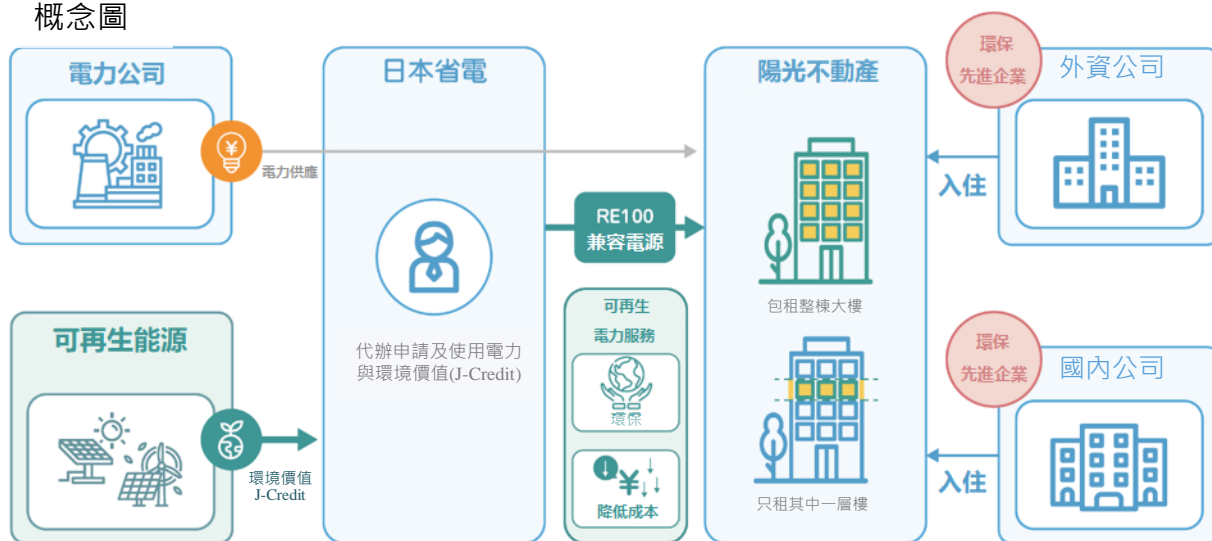 概念圖
電力公司
¥
電力供應
可再生能源
環境價值
J-Credit
日本省電
代辦申請及使用電力
與環境價值(J-Credit)
RE100
兼容電源
可再生
電力服務
環保
¥
降低成本
陽光不動產
包租整棟大樓
只租其中一層樓
環保
先進企業
外資公司
入住
環保
先進企業
國內公司
入住